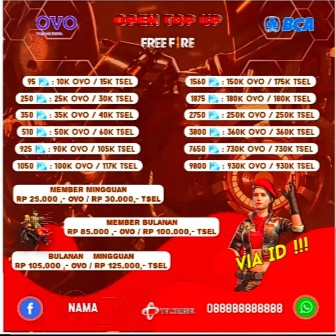 OVO
OPEN TOP UP
BCA
FREE FIRE
95 : 10K OVO / 15K TSEL
250 : 25K OVO / 30K TSEL
350 : 35K OVO / 40K TSEL
510 : 50K OVO / 60K TSEL
925 : 90K OVO / 105K TSEL
1050 : 100K OVO / 117K TSEL
1560 : 150K OVO / 175K TSEL
1875 : 180K OVO / 180K TSEL
2750 : 250K OVO / 250K TSEL
3800 : 360K OVO / 360K TSEL
7650 : 730K OVO / 730K TSEL
9800 : 930K OVO / 930K TSEL
MEMBER MINGGUAN
RP 25.000 ,- OVO / RP 30.000,- TSEL
MEMBER BULANAN
RP 85.000 ,- OVO / RP 100.000,- TSEL
BULANAN MINGGUAN
RP 105.000 ,- OVO / RP 125.000,- TSEL
VIA ID !!!
NAMA
TELKOMSEL
088888888888